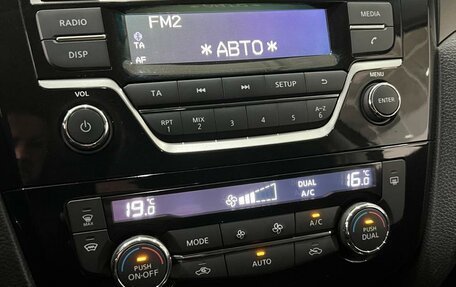 RADIO
FM2
MEDIA
DISP
TA
*АВТО*
AF
VOL
TA
SETUP
MENU
RPT 1
MIX 2
3
4
5
A-Z 6
ENTER
19.0 °C
DUAL A/C
16.0 °C
MAX
MODE
A/C
PUSH ON-OFF
AUTO
PUSH DUAL